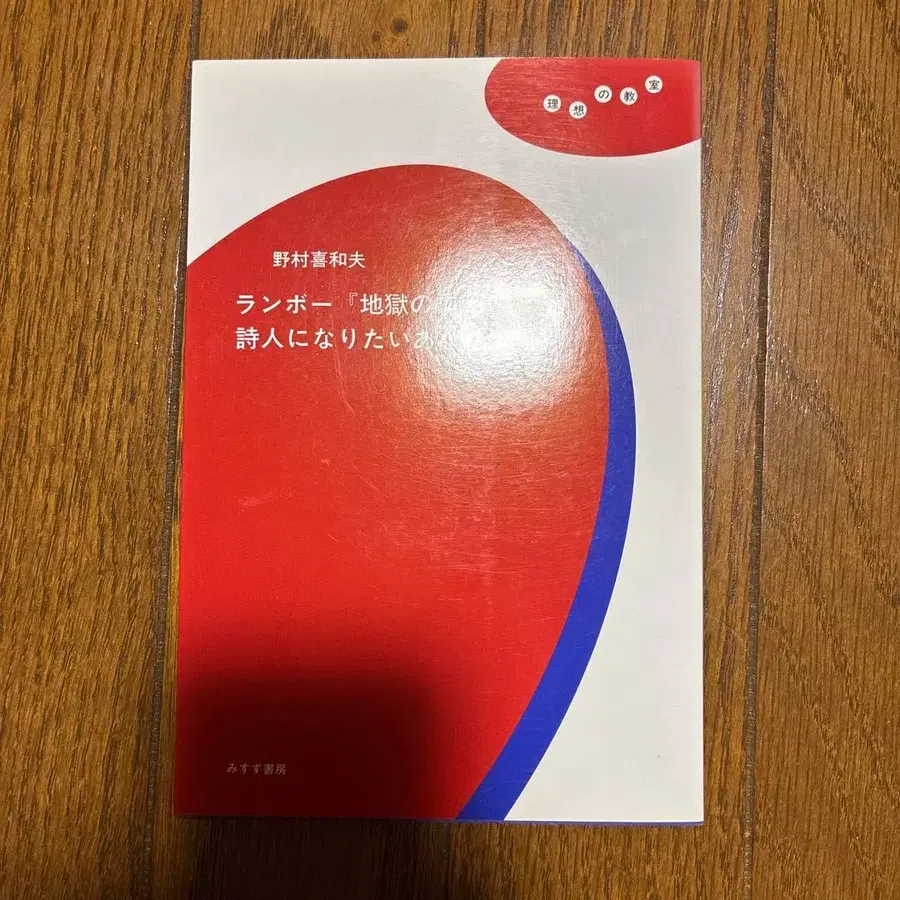 理想の教室
野村喜和夫
ランボー『地獄の
詩人になりたいあ
みすず書房